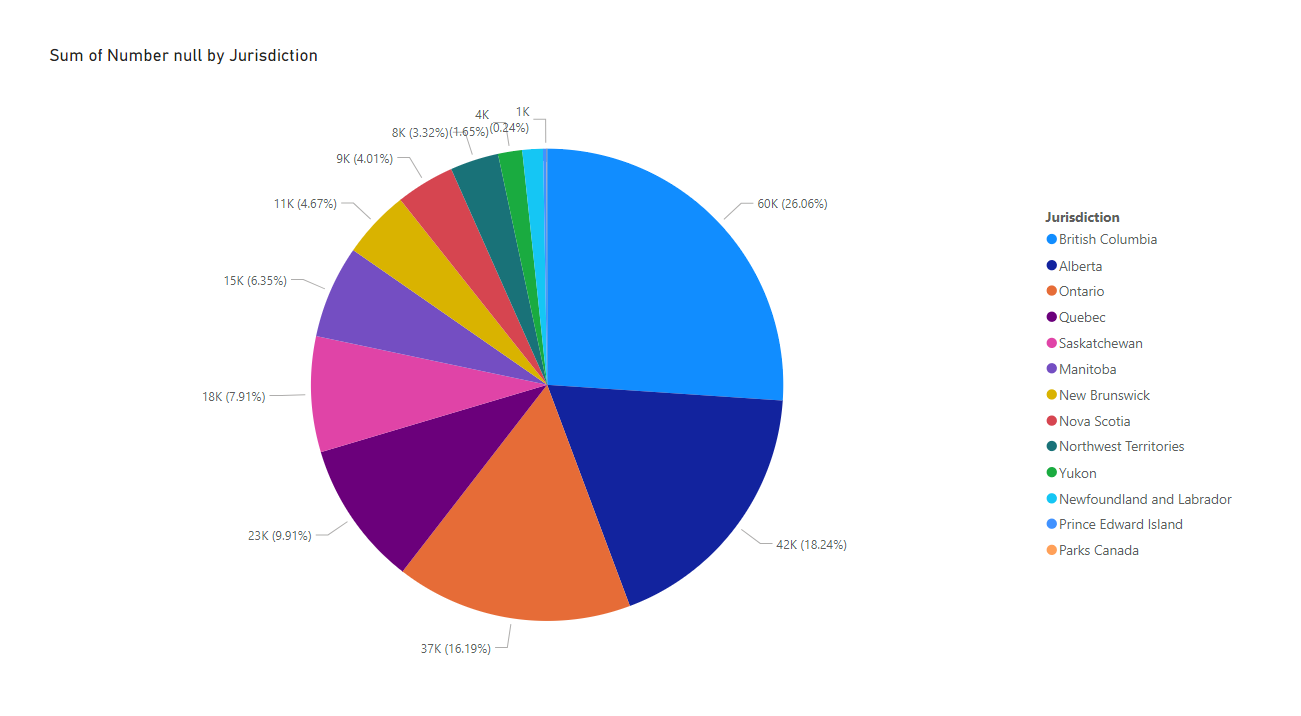 Sum of Number null by Jurisdiction
4K
1K
(0.24%)
8K (3.32%)
(1.65%)
9K (4.01%)
11K (4.67%)
60K (26.06%)
15K (6.35%)
18K (7.91%)
23K (9.91%)
42K (18.24%)
37K (16.19%)
Jurisdiction
British Columbia
Alberta
Ontario
Quebec
Saskatchewan
Manitoba
New Brunswick
Nova Scotia
Northwest Territories
Yukon
Newfoundland and Labrador
Prince Edward Island
Parks Canada